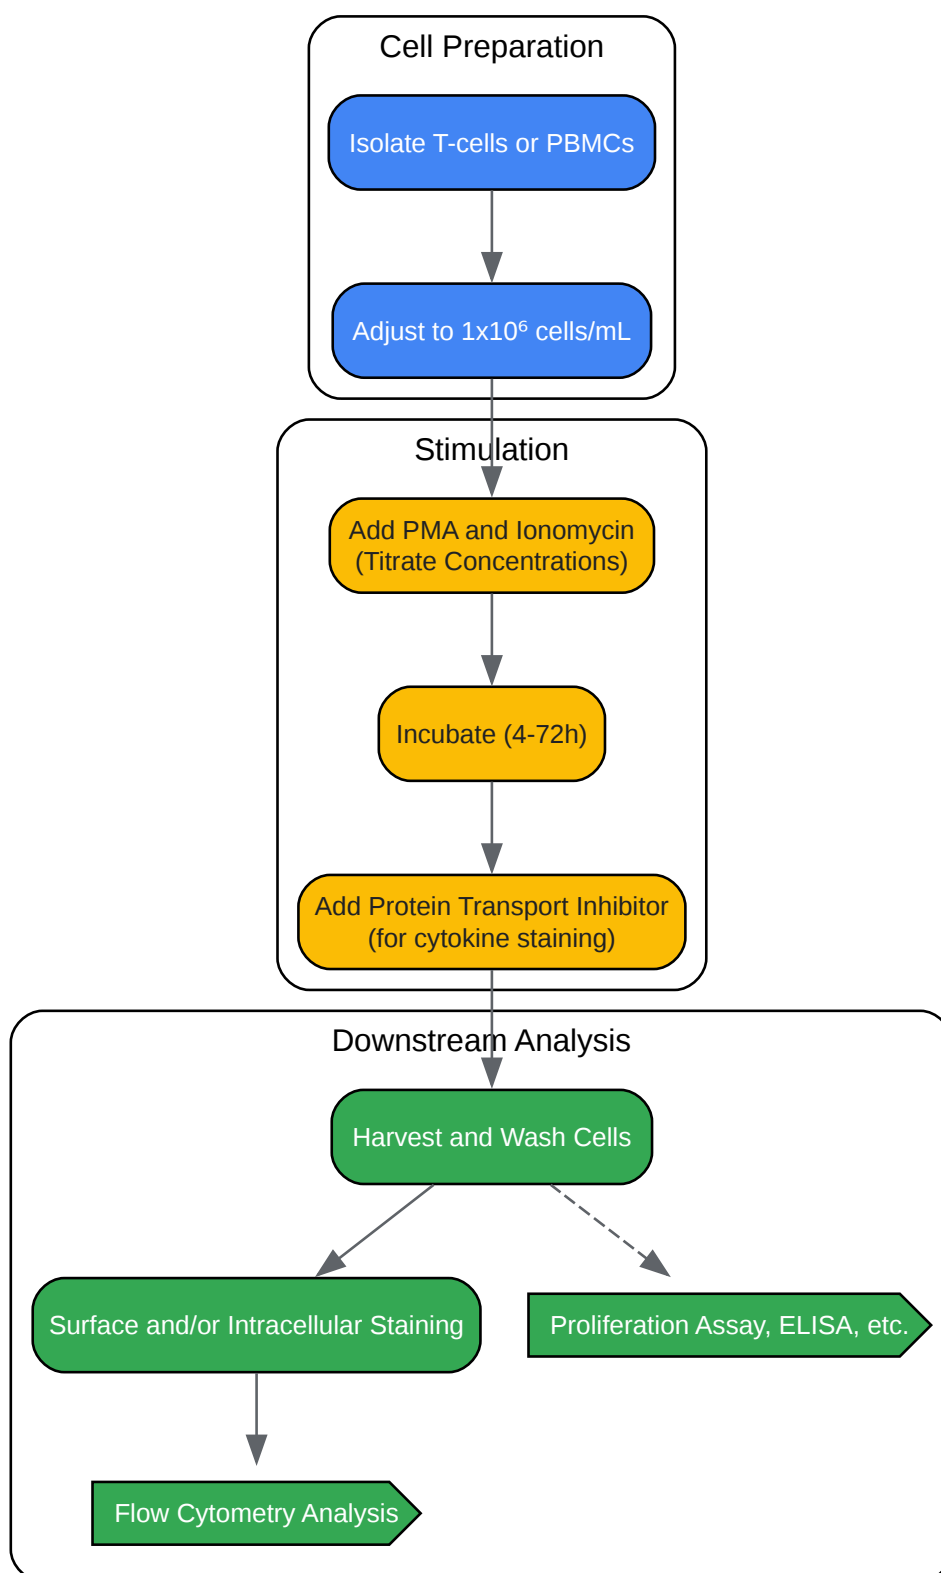 Cell Preparation
Isolate T-cells or PBMCs
Adjust to 1x10⁶ cells/mL
Stimulation
Add PMA and Ionomycin
(Titrate Concentrations)
Incubate (4-72h)
Add Protein Transport Inhibitor
(for cytokine staining)
Downstream Analysis
Harvest and Wash Cells
Surface and/or Intracellular Staining
Proliferation Assay, ELISA, etc.
Flow Cytometry Analysis